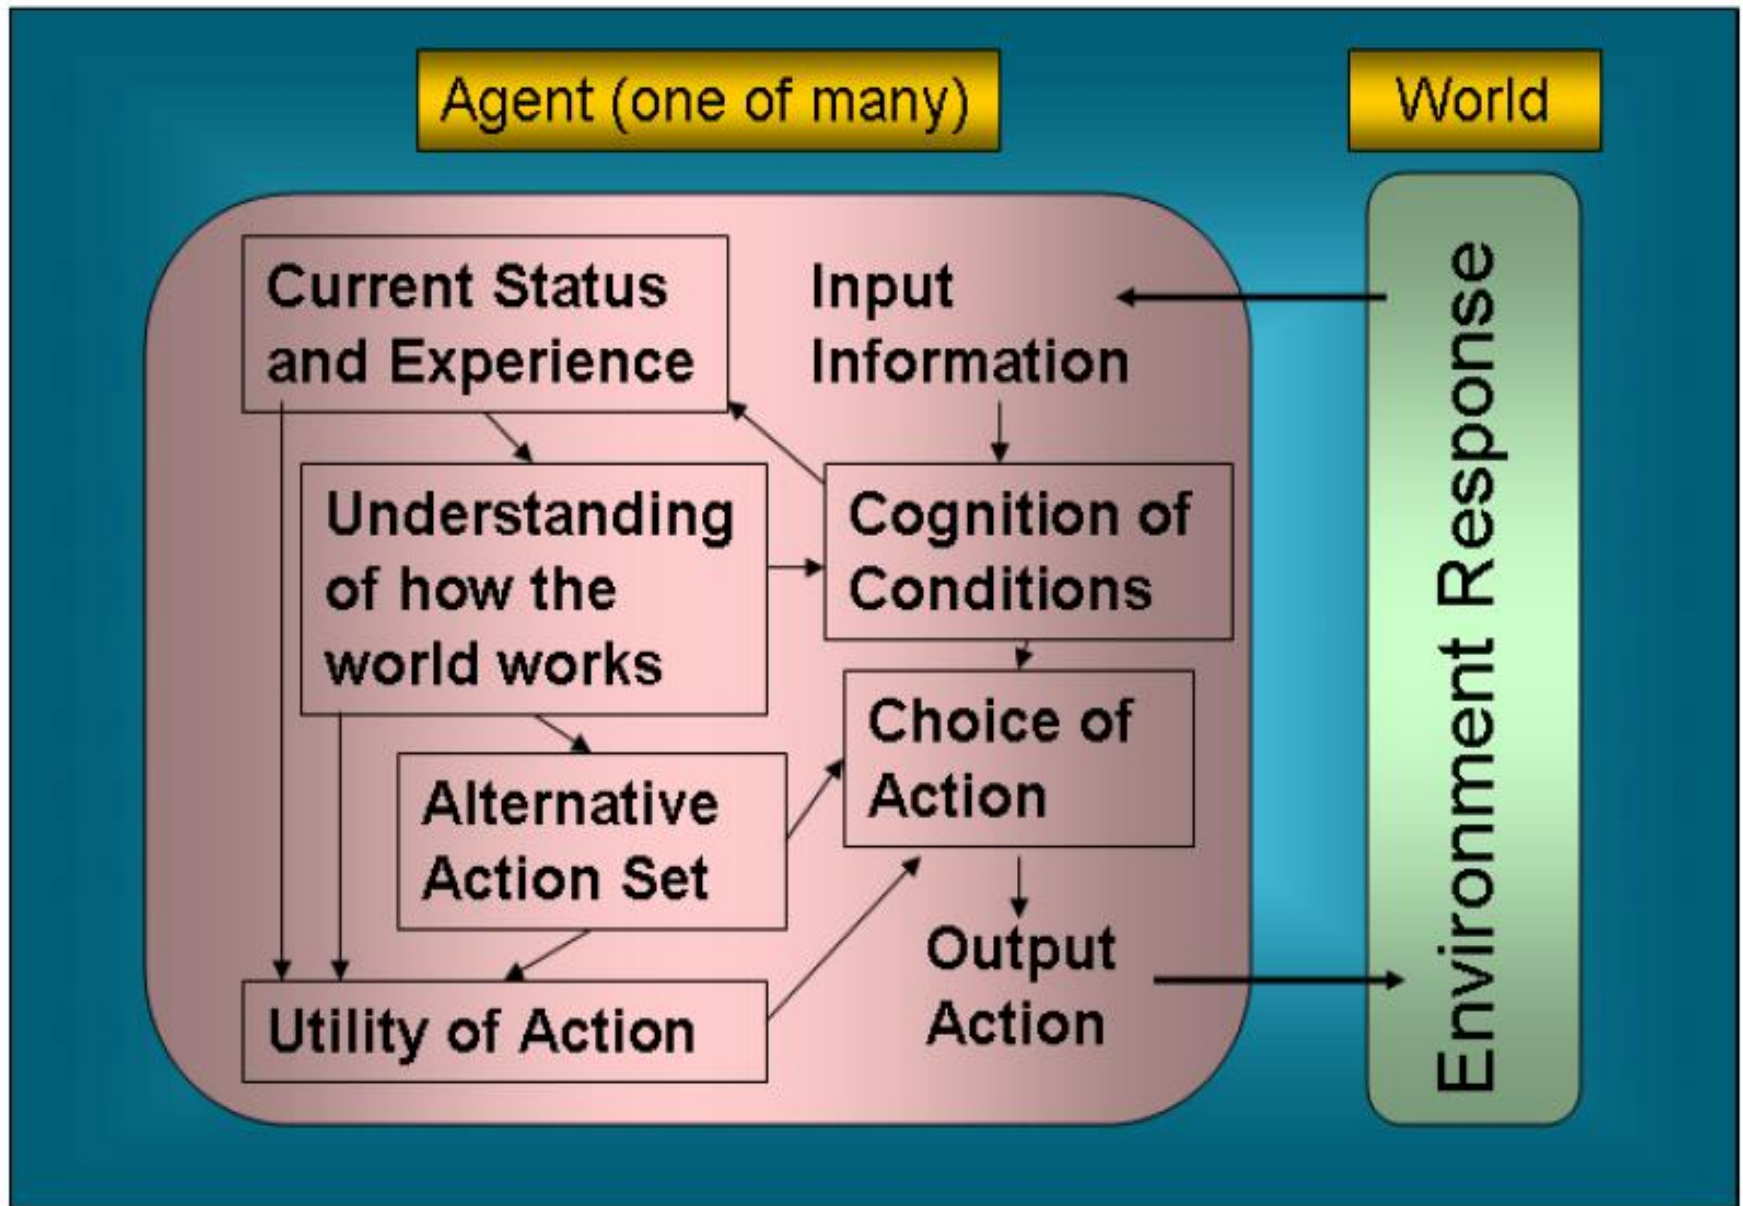 Agent (one of many)
World
Current Status
and Experience
Input
Information
Understanding
of how the
world works
Cognition of
Conditions
Choice of
Action
Alternative
Action Set
Utility of Action
Output
Action
Environment Response